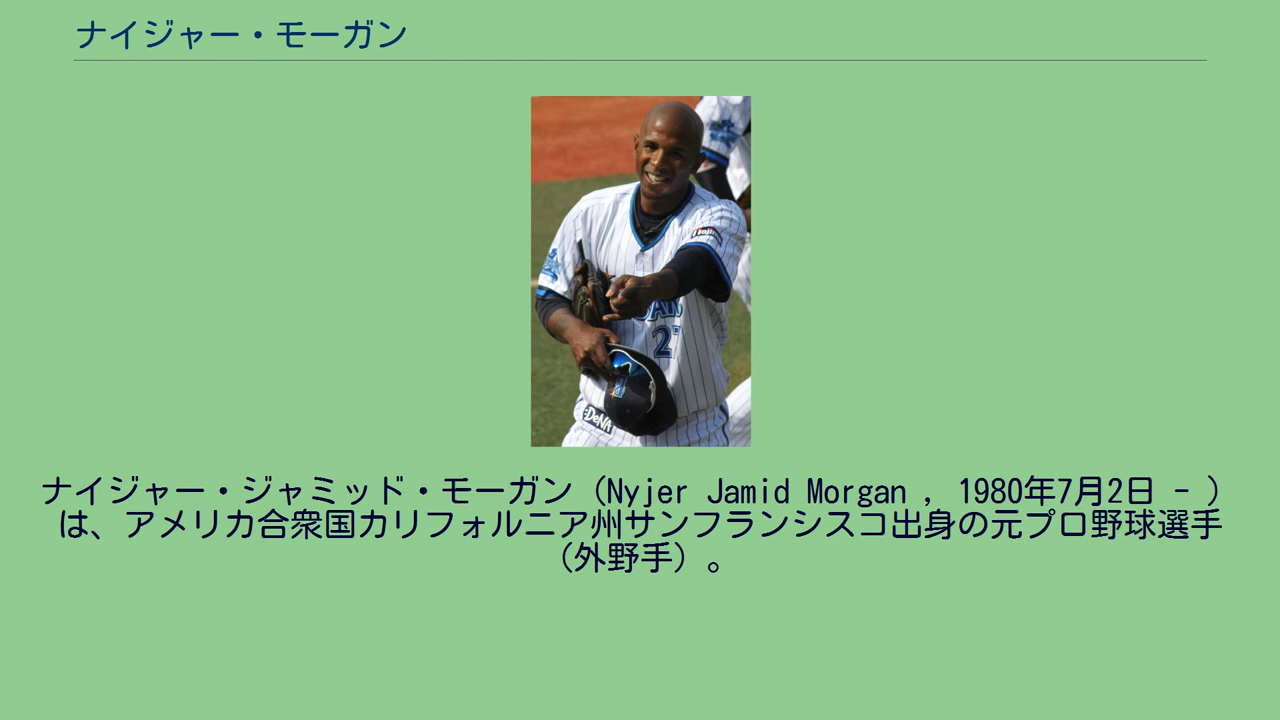 ナイジャー・モーガン
DeNA
ナイジャー・ジャミッド・モーガン（Nyjer Jamid Morgan , 1980年7月2日 - ）
は、アメリカ合衆国カリフォルニア州サンフランシスコ出身の元プロ野球選手
（外野手）。